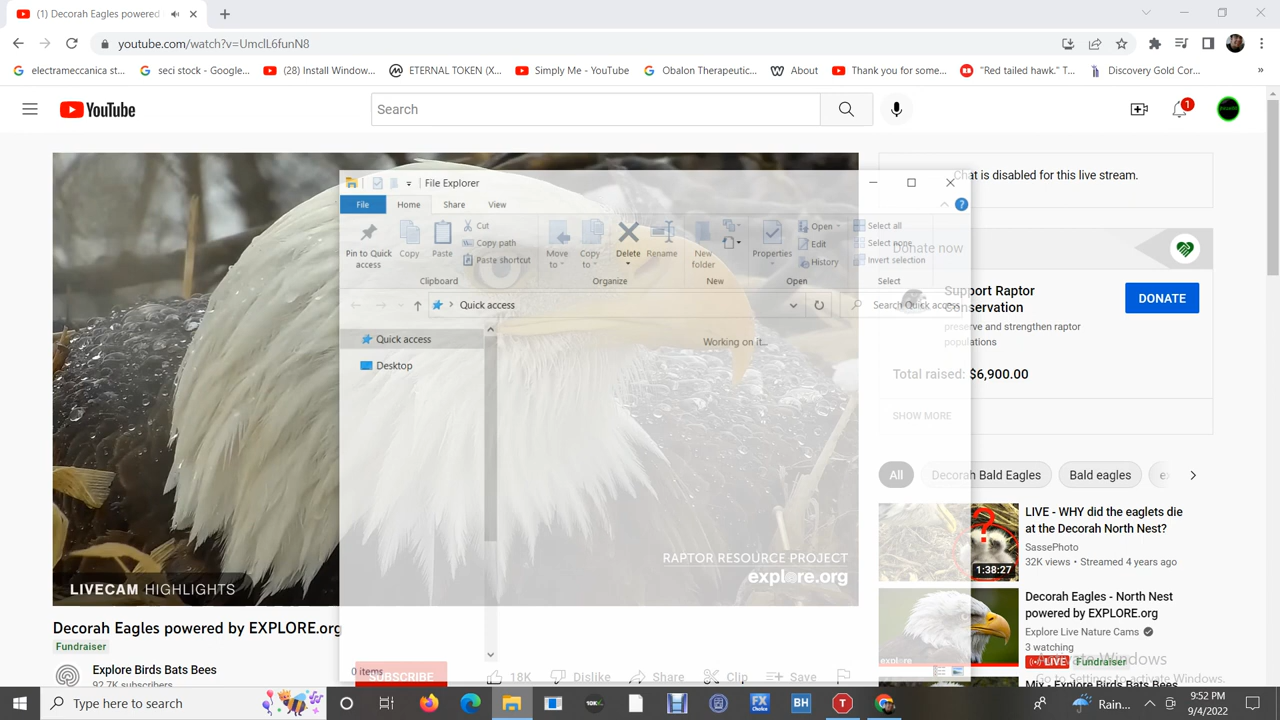 (1) Decorah Eagles powered
youtube.com/watch?v=UmclL6funN8
electrameccanica st...
seci stock - Google...
(28) Install Window...
ETERNAL TOKEN (X...
Simply Me - YouTube
Obalon Therapeutic...
About
Thank you for some...
"Red tailed hawk." T...
Discovery Gold Cor...
»
YouTube
Search
1
Chat is disabled for this live stream.
File Explorer
File
Home
Share
View
Pin to Quick
access
Copy
Paste
Cut
Copy path
Paste shortcut
Clipboard
Move
to
Copy
to
Delete
Rename
Organize
New
folder
New
Properties
Open
Edit
History
Open
Select all
Select none
Invert selection
Select
Quick access
Search Quick access
Quick access
Desktop
Working on it...
0 items
Donate now
Support Raptor
Conservation
preserve and strengthen raptor
populations
DONATE
Total raised: $6,900.00
SHOW MORE
All
Decorah Bald Eagles
Bald eagles
LIVE - WHY did the eaglets die
at the Decorah North Nest?
SassePhoto
32K views • Streamed 4 years ago
1:38:27
Decorah Eagles - North Nest
powered by EXPLORE.org
Explore Live Nature Cams
3 watching
LIVE
Fundraiser
explore
Activate Windows
Go to Settings to activate Windows.
LIVECAM HIGHLIGHTS
RAPTOR RESOURCE PROJECT
explore.org
Decorah Eagles powered by EXPLORE.org
Fundraiser
Explore Birds Bats Bees
92.7K subscribers
SUBSCRIBE
18K
Dislike
Share
Clip
Save
Type here to search
10K
FX
Choice
BH
T
Rain...
9:52 PM
9/4/2022